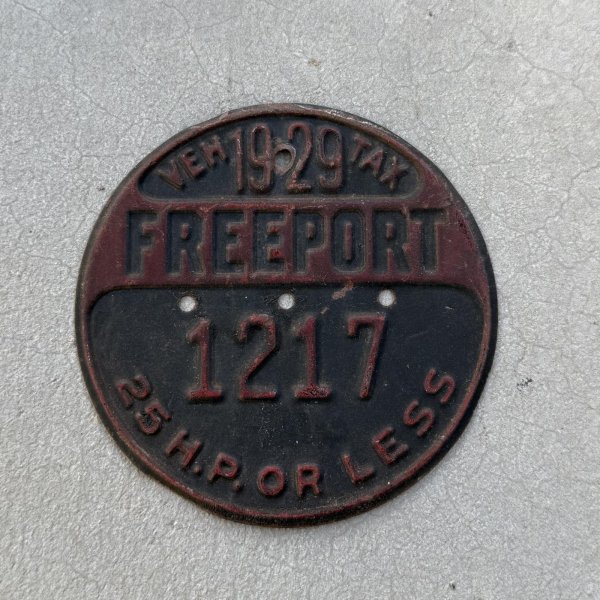 VEH 1929 TAX
FREEPORT
1217
25 H.P. OR LESS